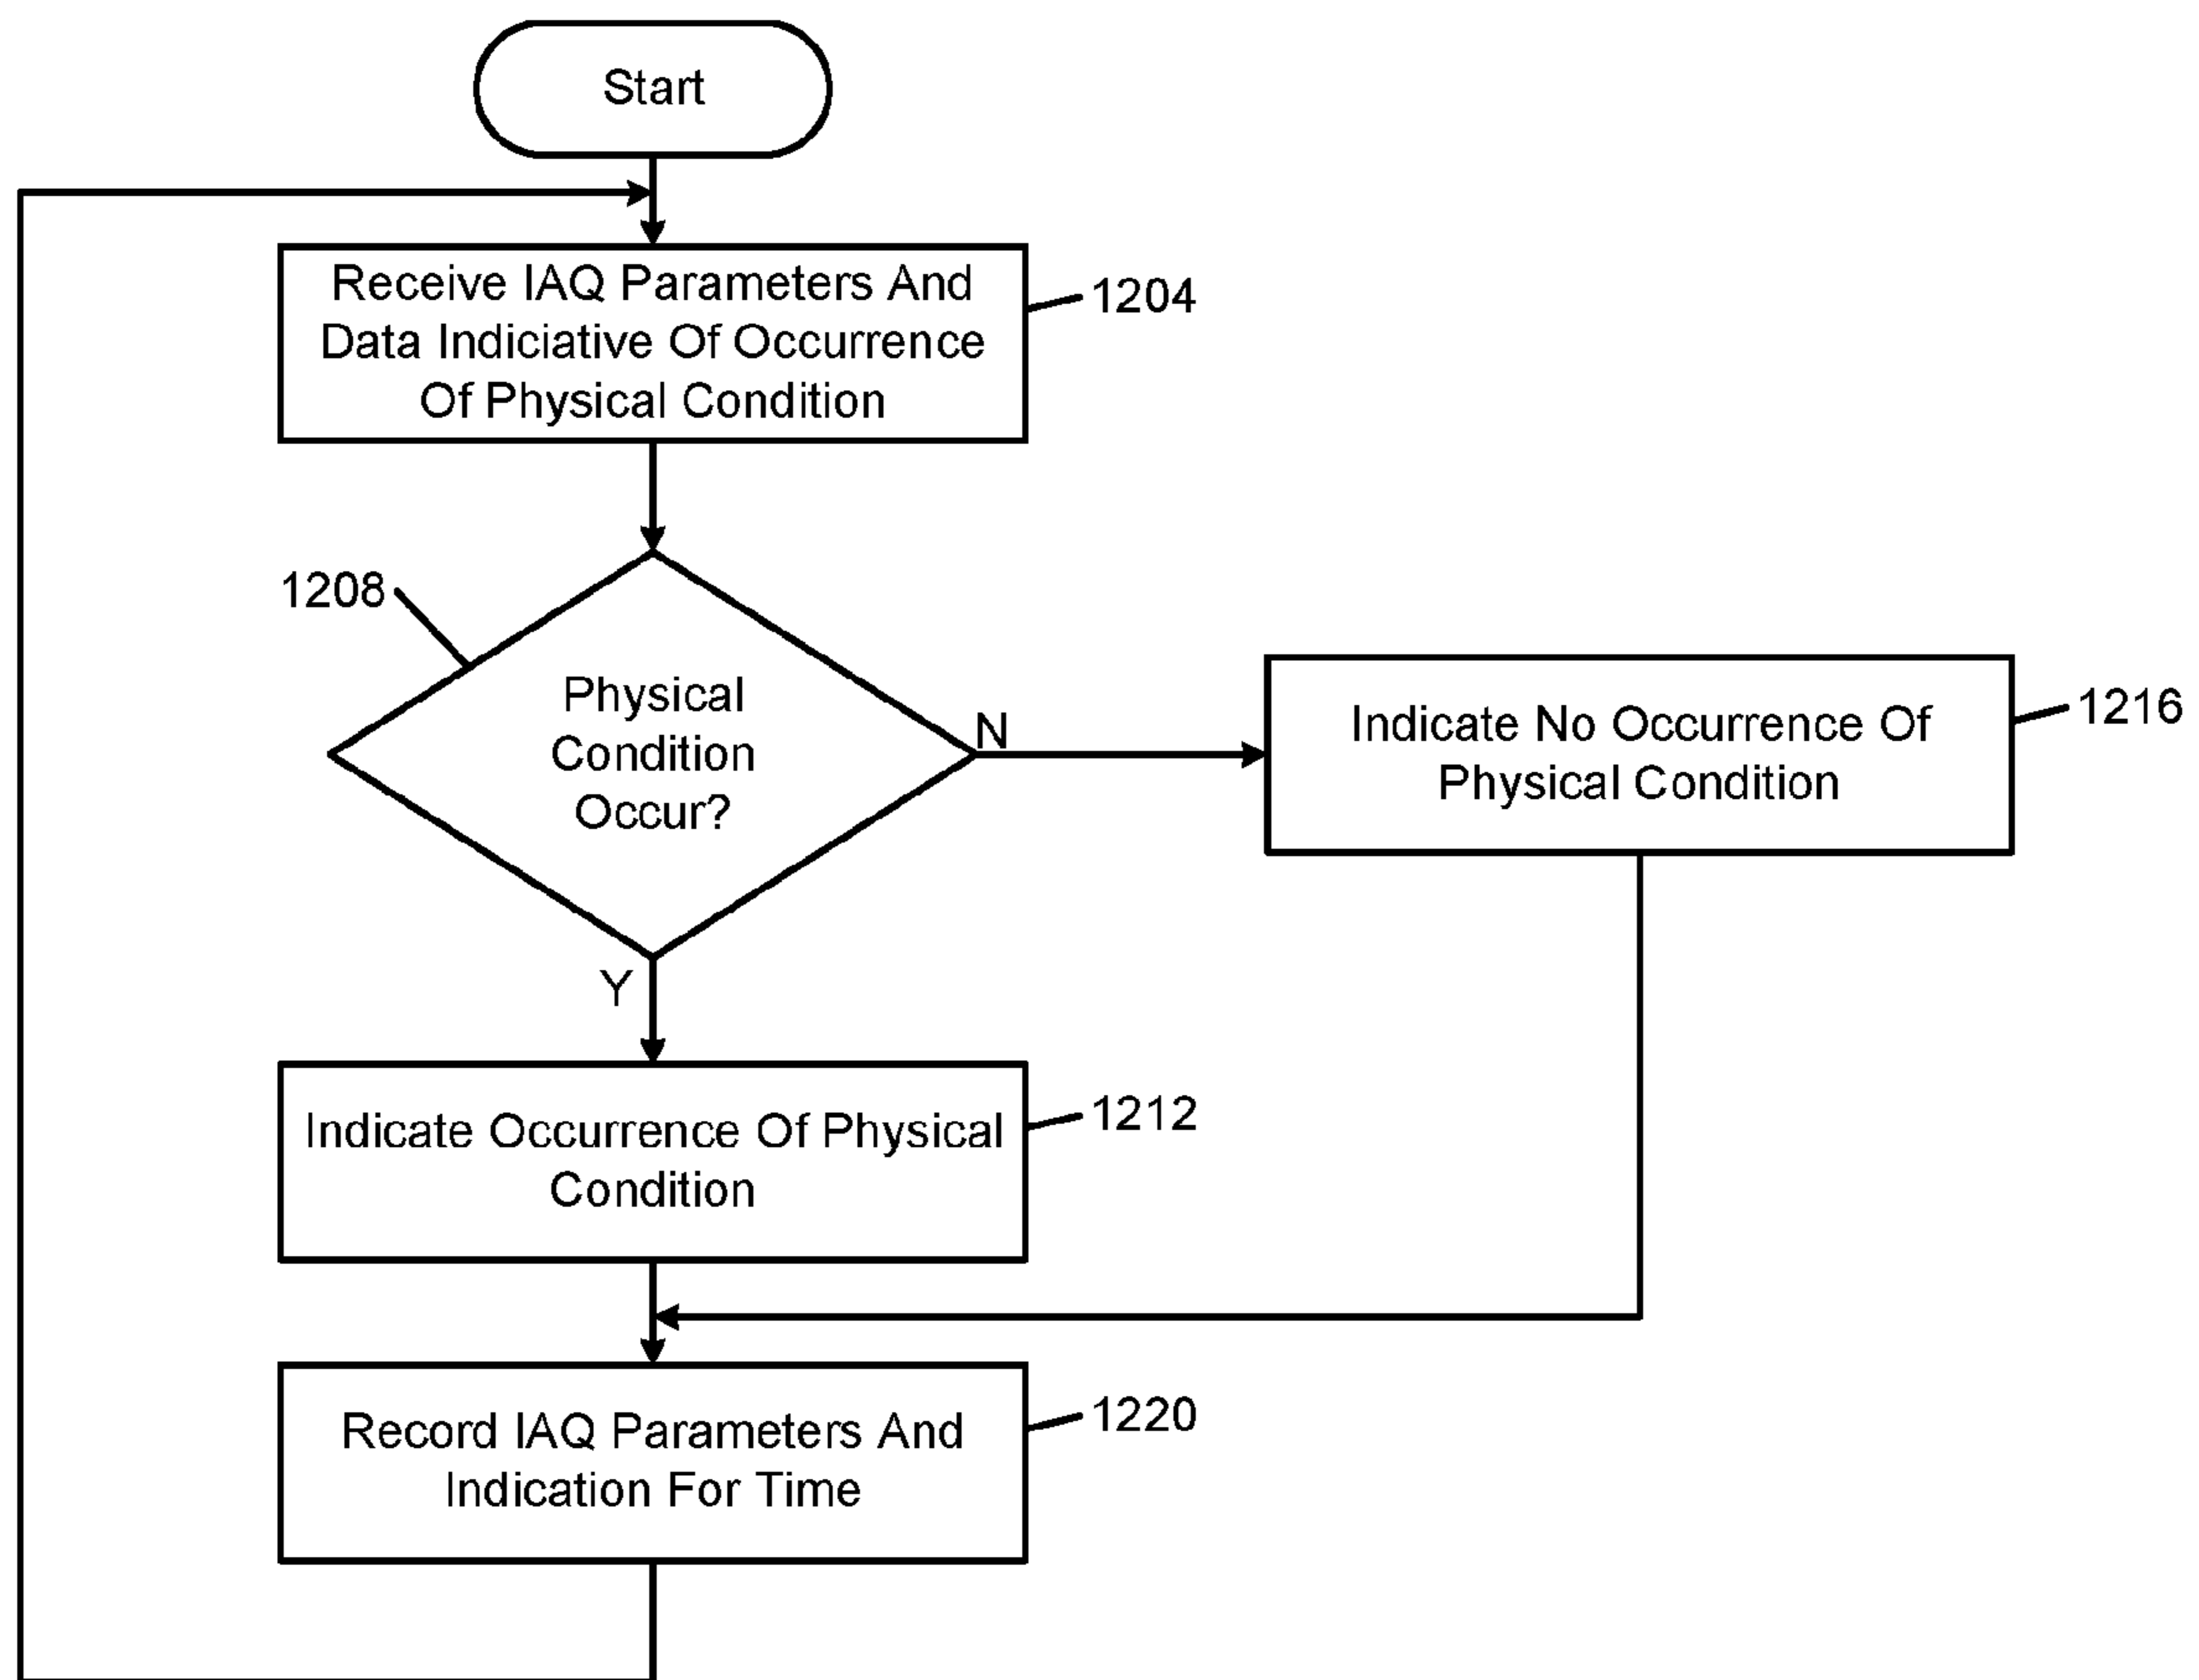 Start
Receive IAQ Parameters And
Data Indiciative Of Occurrence
Of Physical Condition
1204
1208
Physical
Condition
Occur?
N
Y
Indicate No Occurrence Of
Physical Condition
1216
Indicate Occurrence Of Physical
Condition
1212
Record IAQ Parameters And
Indication For Time
1220